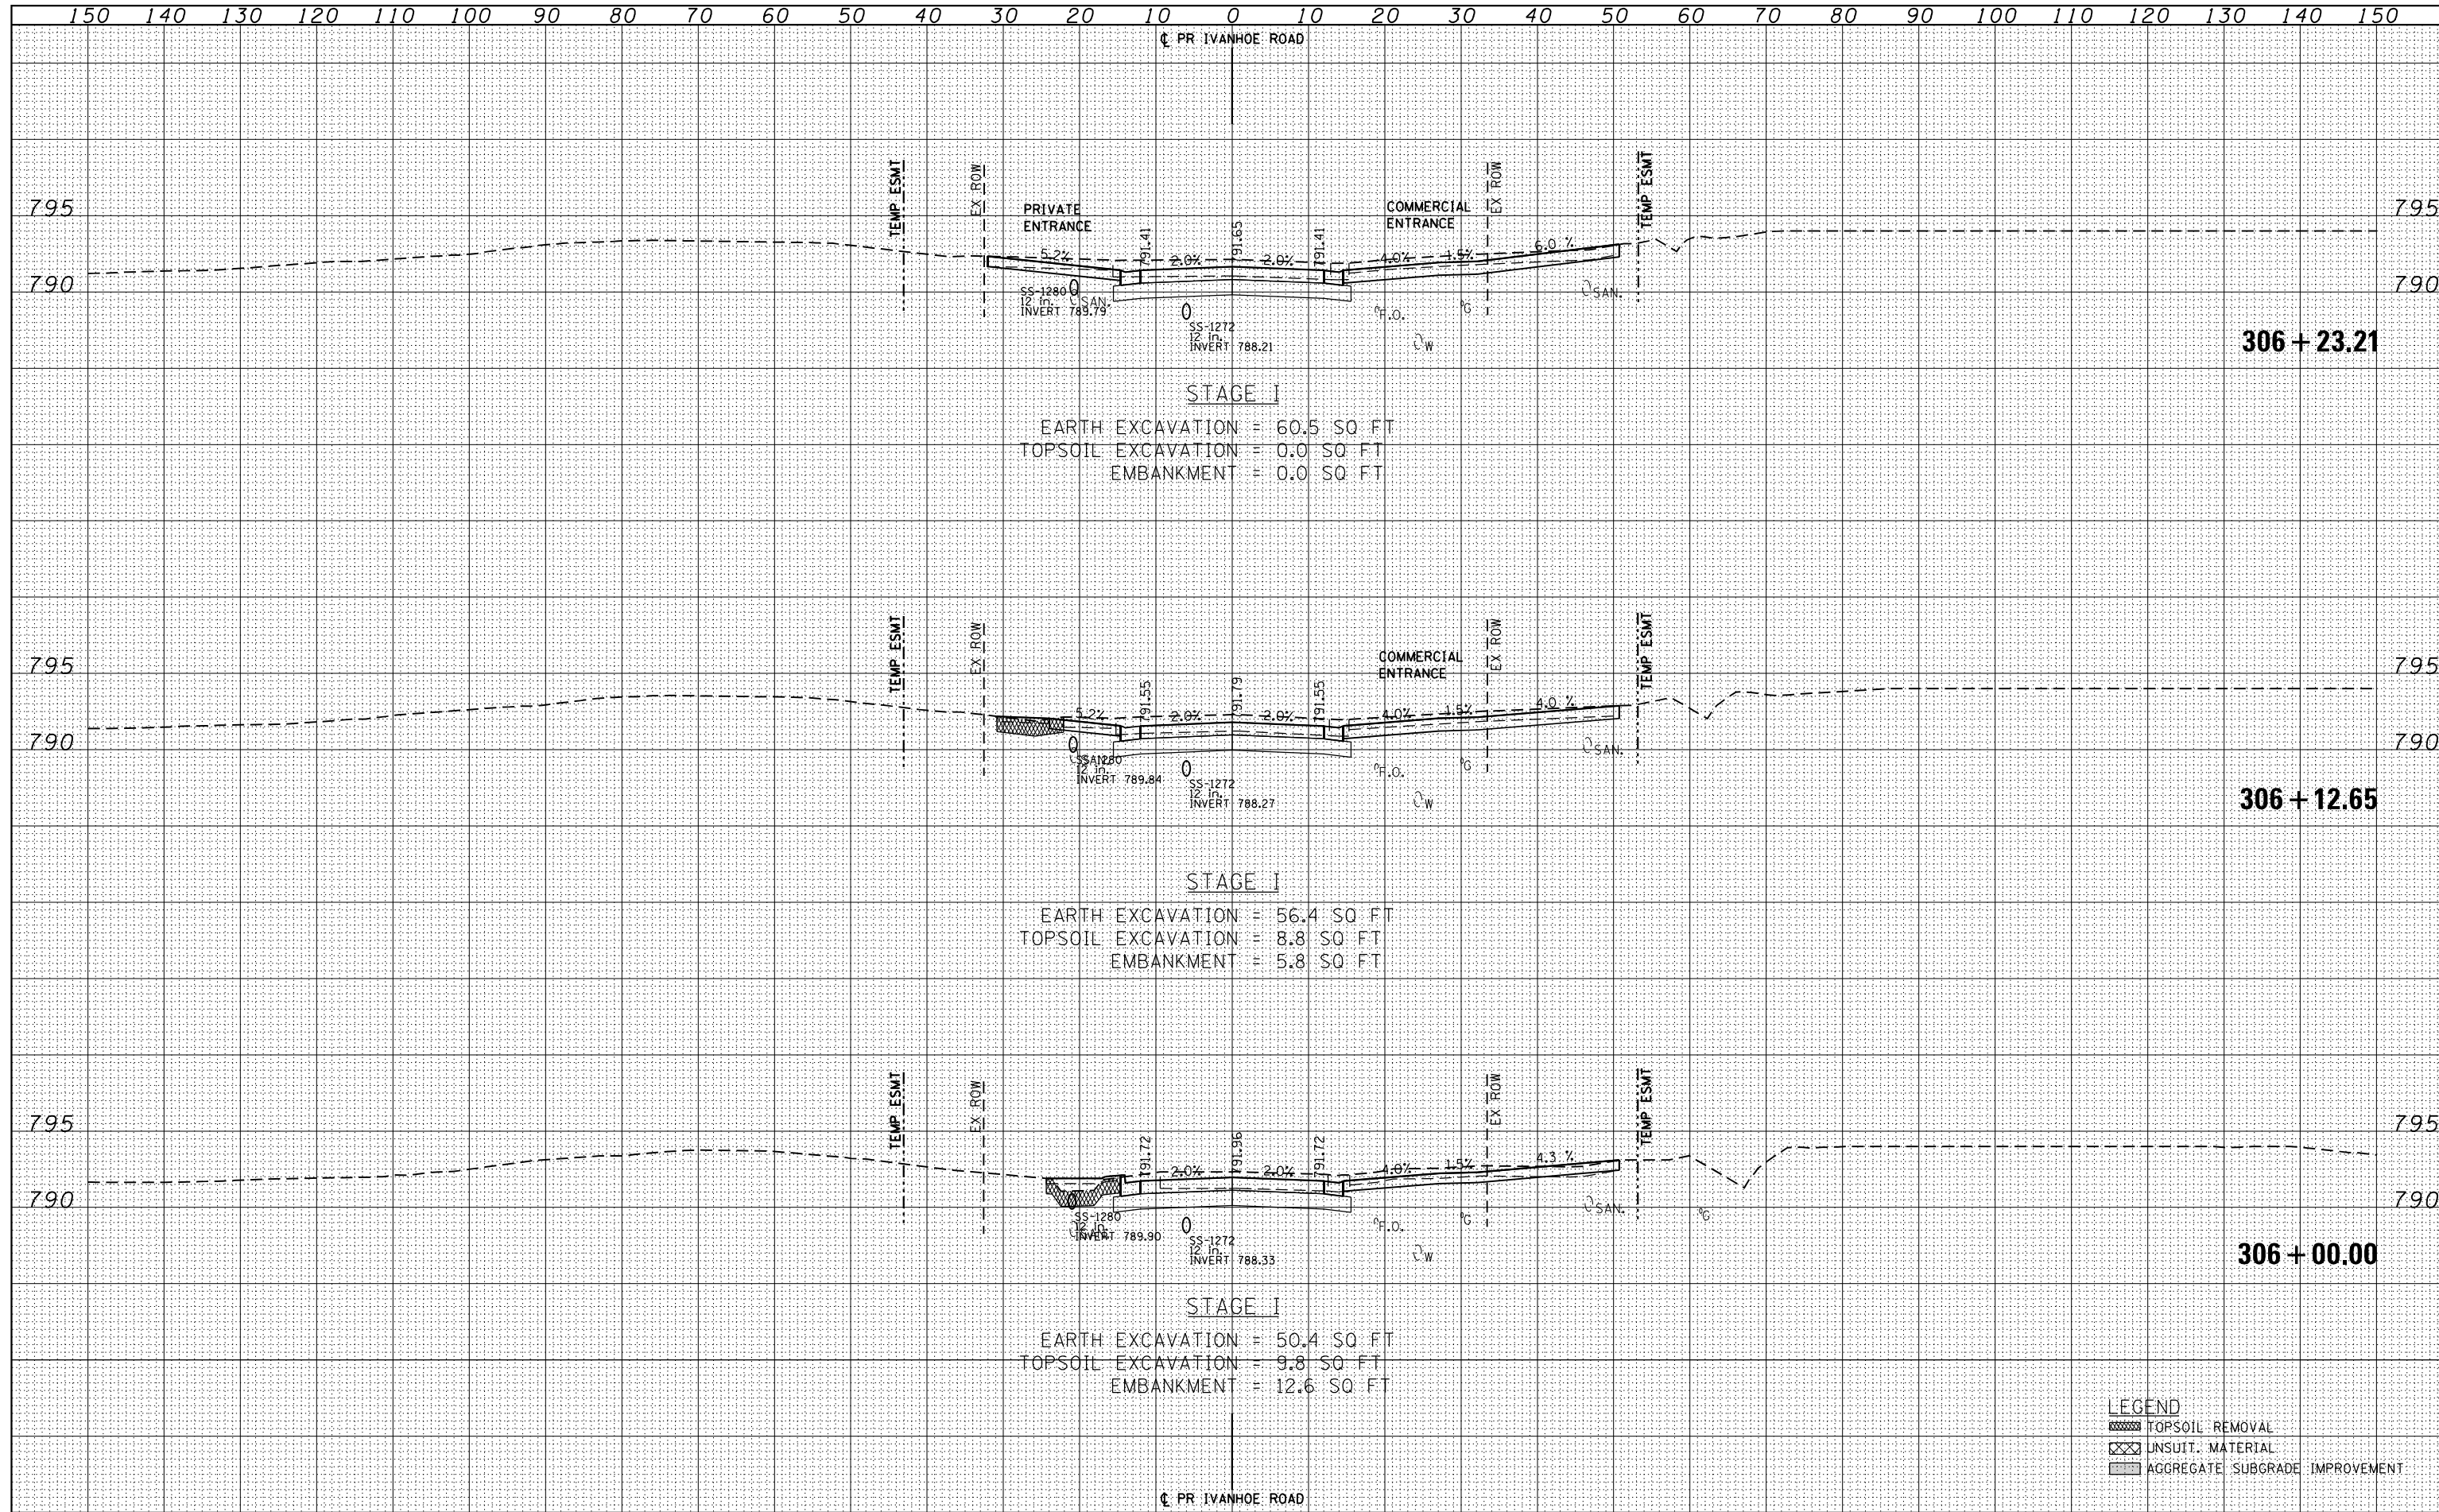 150 140 130 120 110 100 90 80 70 60 50 40 30 20 10 0 10 20 30 40 50 60 70 80 90 100 110 120 130 140 150
℄ PR IVANHOE ROAD
TEMP ESMT
EX ROW
EX ROW
TEMP ESMT
795
PRIVATE
ENTRANCE
791.41
791.65
791.41
COMMERCIAL
ENTRANCE
795
5.2%
2.0%
2.0%
4.0%
1.5%
6.0 %
790
SS-1280
12 in.
INVERT 789.79
SAN.
SS-1272
12 in.
INVERT 788.21
F.O.
W
G
SAN.
790
306 + 23.21
STAGE I
EARTH EXCAVATION = 60.5 SQ FT
TOPSOIL EXCAVATION = 0.0 SQ FT
EMBANKMENT = 0.0 SQ FT
TEMP ESMT
EX ROW
EX ROW
TEMP ESMT
795
791.55
791.79
791.55
COMMERCIAL
ENTRANCE
795
5.2%
2.0%
2.0%
4.0%
1.5%
4.0 %
790
SS-1280
12 in.
INVERT 789.84
SS-1272
12 in.
INVERT 788.27
F.O.
W
G
SAN.
790
306 + 12.65
STAGE I
EARTH EXCAVATION = 56.4 SQ FT
TOPSOIL EXCAVATION = 8.8 SQ FT
EMBANKMENT = 5.8 SQ FT
TEMP ESMT
EX ROW
EX ROW
TEMP ESMT
795
791.72
791.96
791.72
795
2.0%
2.0%
4.0%
1.5%
4.3 %
790
SS-1280
12 in.
INVERT 789.90
SS-1272
12 in.
INVERT 788.33
F.O.
W
G
SAN.
G
790
306 + 00.00
STAGE I
EARTH EXCAVATION = 50.4 SQ FT
TOPSOIL EXCAVATION = 9.8 SQ FT
EMBANKMENT = 12.6 SQ FT
LEGEND
TOPSOIL REMOVAL
UNSUIT. MATERIAL
AGGREGATE SUBGRADE IMPROVEMENT
℄ PR IVANHOE ROAD